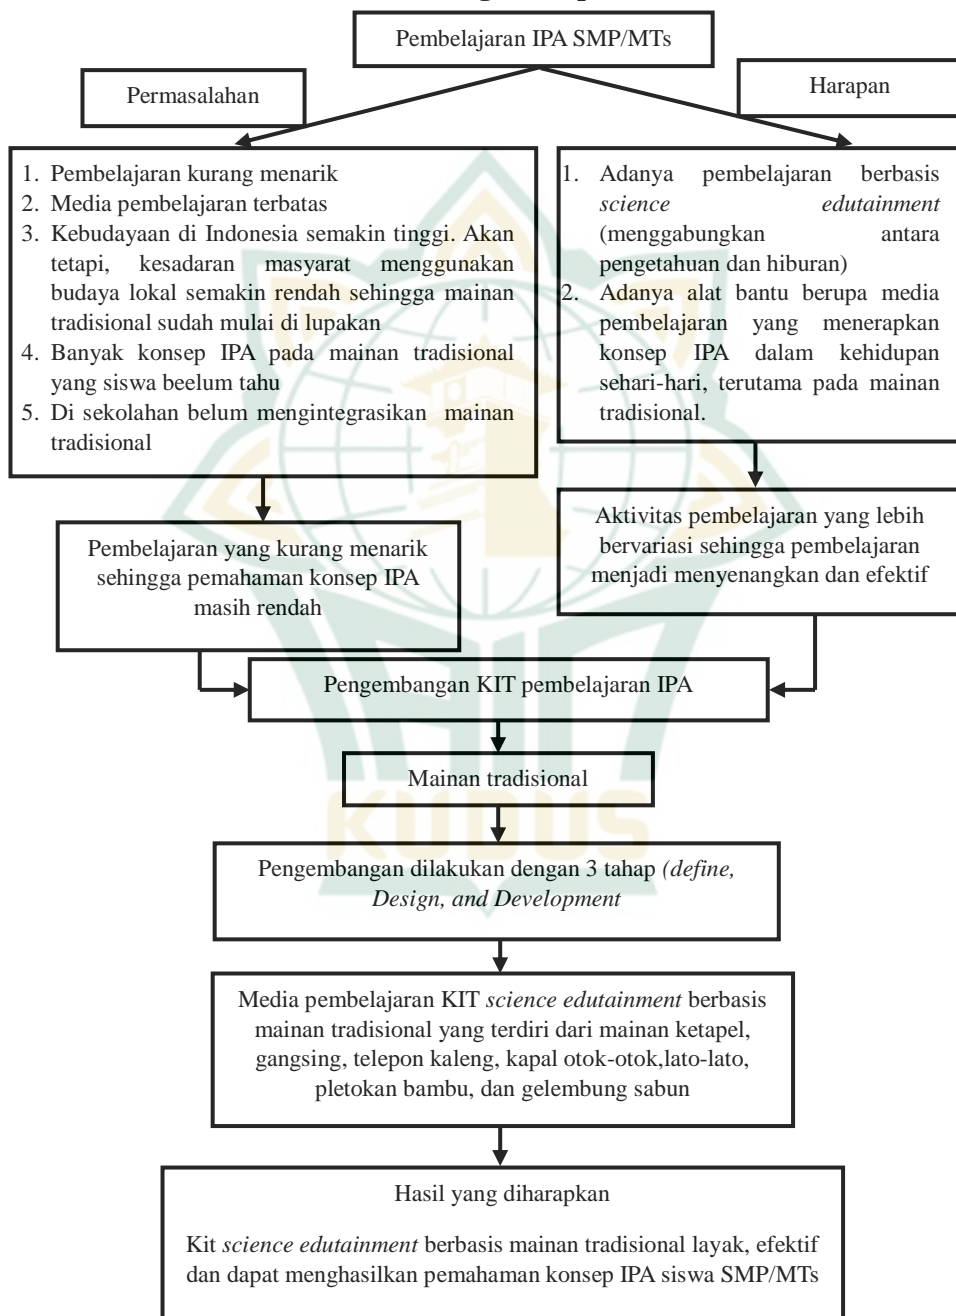 Pembelajaran IPA SMP/MTs
Permasalahan
Harapan
1. Pembelajaran kurang menarik
2. Media pembelajaran terbatas
3. Kebudayaan di Indonesia semakin tinggi. Akan
tetapi, kesadaran masyarat menggunakan
budaya lokal semakin rendah sehingga mainan
tradisional sudah mulai di lupakan
4. Banyak konsep IPA pada mainan tradisional
yang siswa beelum tahu
5. Di sekolahan belum mengintegrasikan mainan
tradisional
1. Adanya pembelajaran berbasis
science edutainment
(menggabungkan antara
pengetahuan dan hiburan)
2. Adanya alat bantu berupa media
pembelajaran yang menerapkan
konsep IPA dalam kehidupan
sehari-hari, terutama pada mainan
tradisional.
Pembelajaran yang kurang menarik
sehingga pemahaman konsep IPA
masih rendah
Aktivitas pembelajaran yang lebih
bervariasi sehingga pembelajaran
menjadi menyenangkan dan efektif
Pengembangan KIT pembelajaran IPA
Mainan tradisional
KUDUS
Pengembangan dilakukan dengan 3 tahap (define,
Design, and Development
Media pembelajaran KIT science edutainment berbasis
mainan tradisional yang terdiri dari mainan ketapel,
gangsing, telepon kaleng, kapal otok-otok,lato-lato,
pletokan bambu, dan gelembung sabun
Hasil yang diharapkan
Kit science edutainment berbasis mainan tradisional layak, efektif
dan dapat menghasilkan pemahaman konsep IPA siswa SMP/MTs